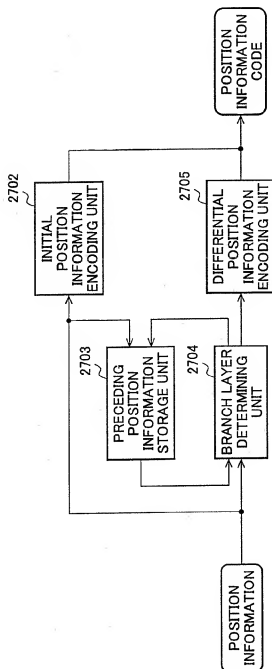 POSITION
INFORMATION
2703
PRECEDING
POSITION
INFORMATION
STORAGE UNIT
2704
BRANCH LAYER
DETERMINING
UNIT
2702
INITIAL
POSITION
INFORMATION
ENCODING UNIT
2705
DIFFERENTIAL
POSITION
INFORMATION
ENCODING UNIT
POSITION
INFORMATION
CODE